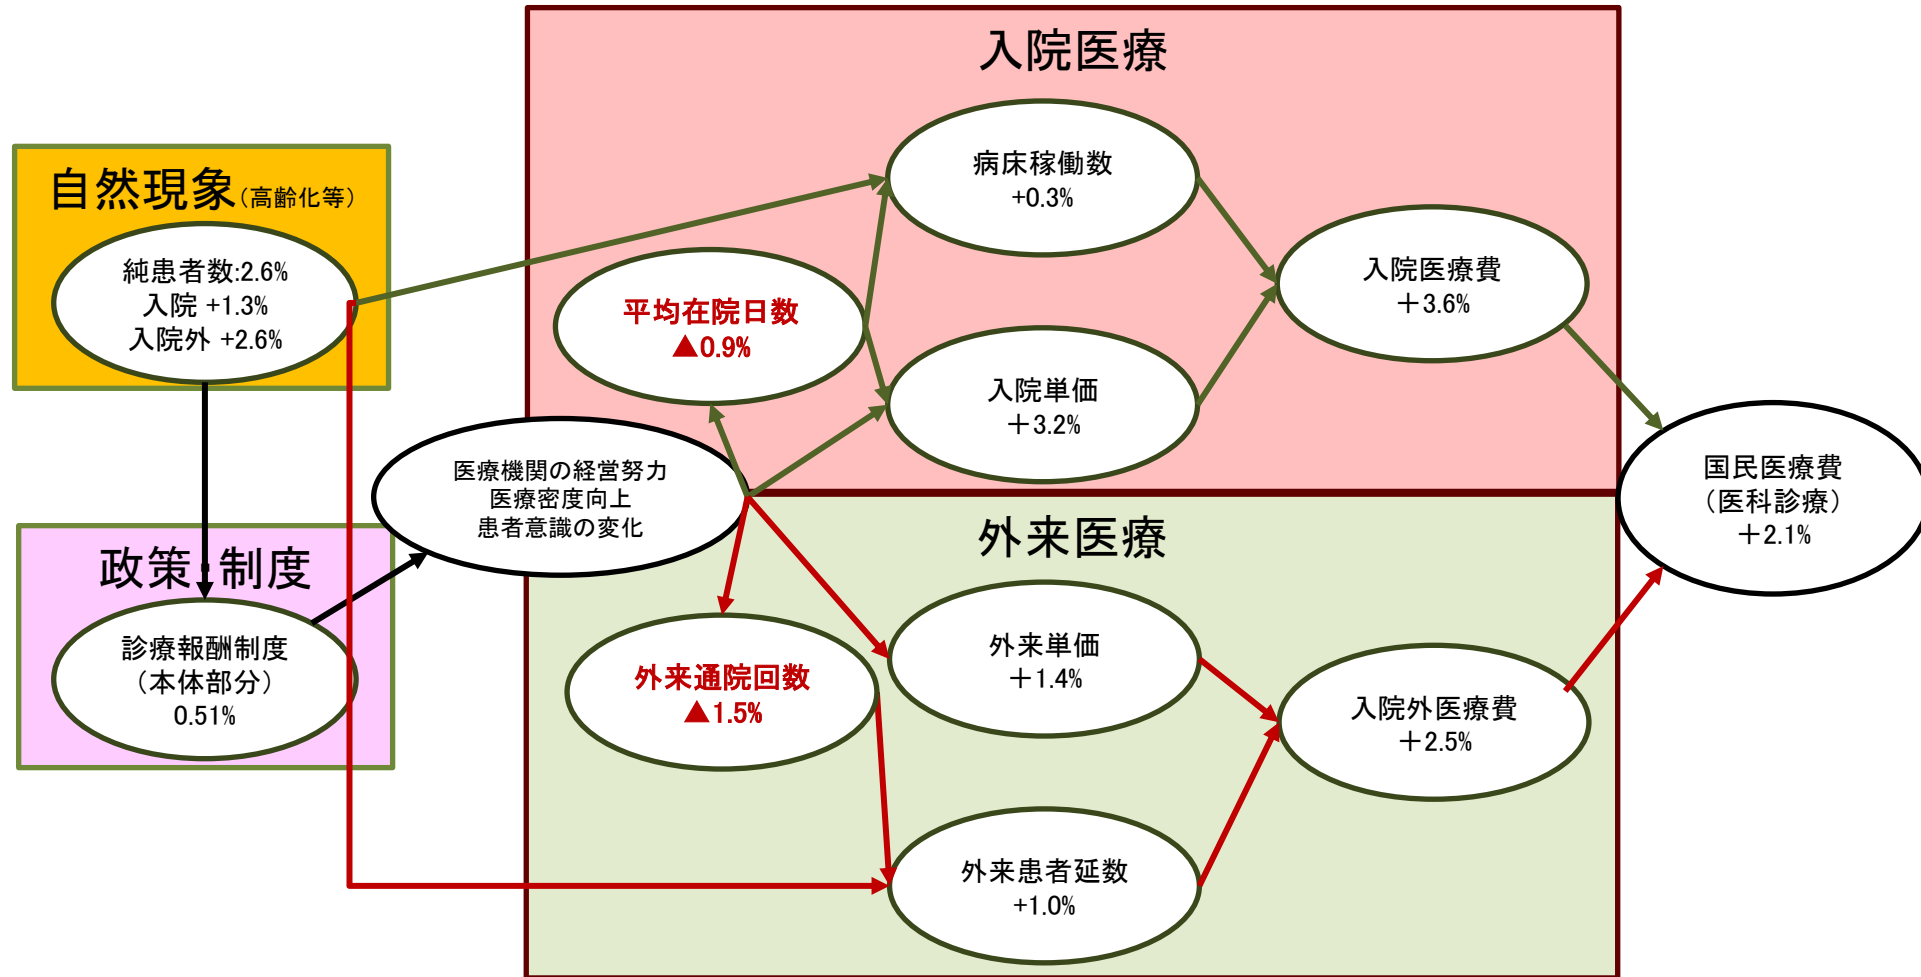 入院医療
自然現象(高齢化等)
純患者数:2.6%
入院 +1.3%
入院外 +2.6%
病床稼働数
+0.3%
平均在院日数
▲0.9%
入院単価
+3.2%
入院医療費
+3.6%
医療機関の経営努力
医療密度向上
患者意識の変化
国民医療費
(医科診療)
+2.1%
政策・制度
診療報酬制度
(本体部分)
0.51%
外来医療
外来単価
+1.4%
外来通院回数
▲1.5%
入院外医療費
+2.5%
外来患者延数
+1.0%